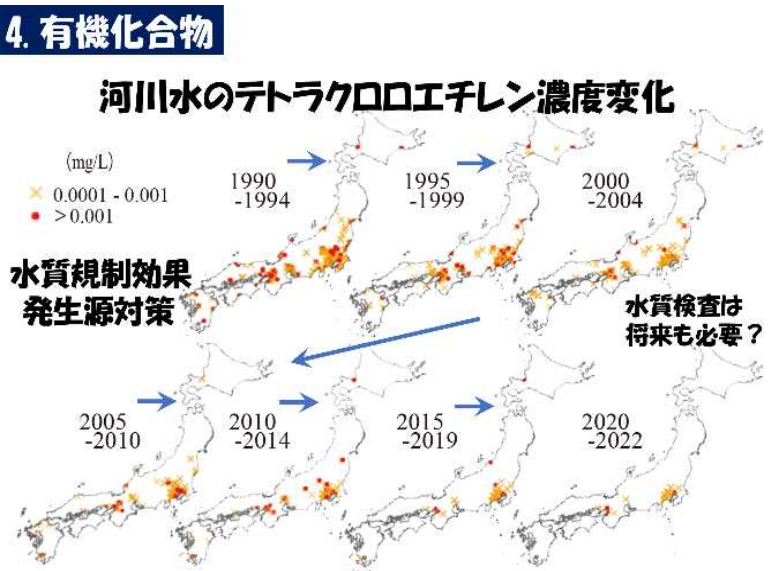 4. 有機化合物
河川水のテトラクロロエチレン濃度変化
(mg/L)
× 0.0001 - 0.001
● >0.001
1990
-1994
1995
-1999
2000
-2004
水質規制効果
発生源対策
水質検査は
将来も必要？
2005
-2010
2010
-2014
2015
-2019
2020
-2022